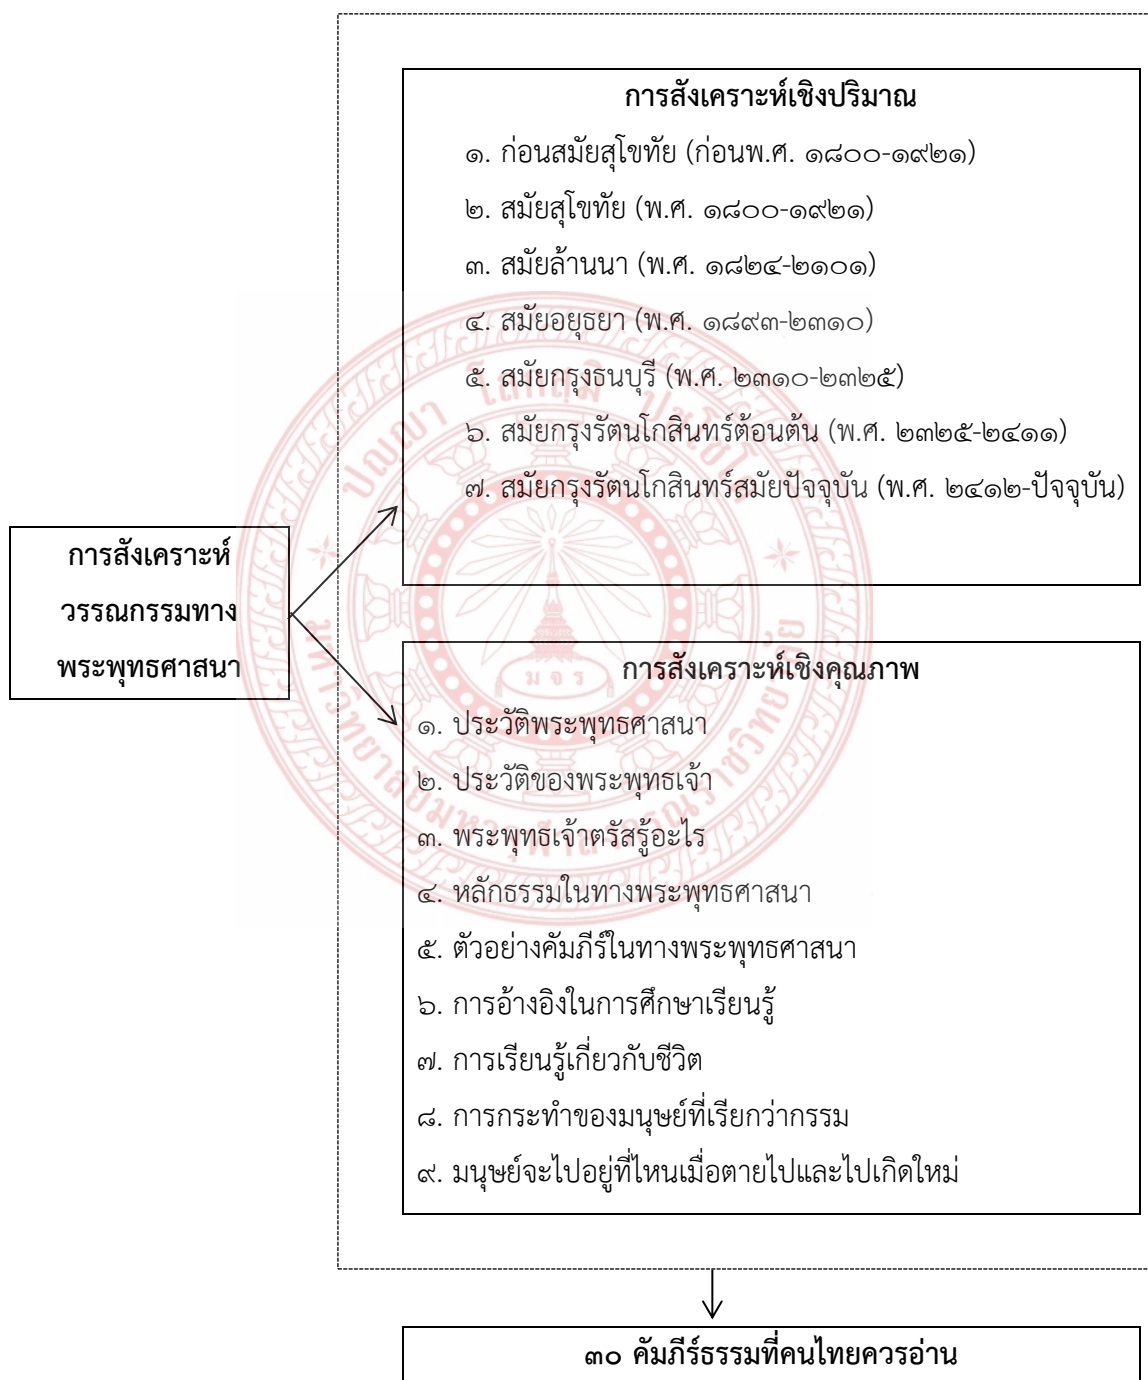 การสังเคราะห์เชิงปริมาณ
๑. ก่อนสมัยสุโขทัย (ก่อนพ.ศ. ๑๘๐๐-๑๙๒๑)
๒. สมัยสุโขทัย (พ.ศ. ๑๘๐๐-๑๙๒๑)
๓. สมัยล้านนา (พ.ศ. ๑๘๒๔-๒๑๐๑)
๔. สมัยอยุธยา (พ.ศ. ๑๘๙๓-๒๓๑๐)
๕. สมัยกรุงธนบุรี (พ.ศ. ๒๓๑๐-๒๓๒๕)
๖. สมัยกรุงรัตนโกสินทร์ต้อนต้น (พ.ศ. ๒๓๒๕-๒๔๑๑)
๗. สมัยกรุงรัตนโกสินทร์สมัยปัจจุบัน (พ.ศ. ๒๔๑๒-ปัจจุบัน)
การสังเคราะห์
วรรณกรรมทาง
พระพุทธศาสนา
การสังเคราะห์เชิงคุณภาพ
๑. ประวัติพระพุทธศาสนา
๒. ประวัติของพระพุทธเจ้า
๓. พระพุทธเจ้าตรัสรู้อะไร
๔. หลักธรรมในทางพระพุทธศาสนา
๕. ตัวอย่างคัมภีร์ในทางพระพุทธศาสนา
๖. การอ้างอิงในการศึกษาเรียนรู้
๗. การเรียนรู้เกี่ยวกับชีวิต
๘. การกระทำของมนุษย์ที่เรียกว่ากรรม
๙. มนุษย์จะไปอยู่ที่ไหนเมื่อตายไปและไปเกิดใหม่
๓๐ คัมภีร์ธรรมที่คนไทยควรอ่าน
ม จ ร